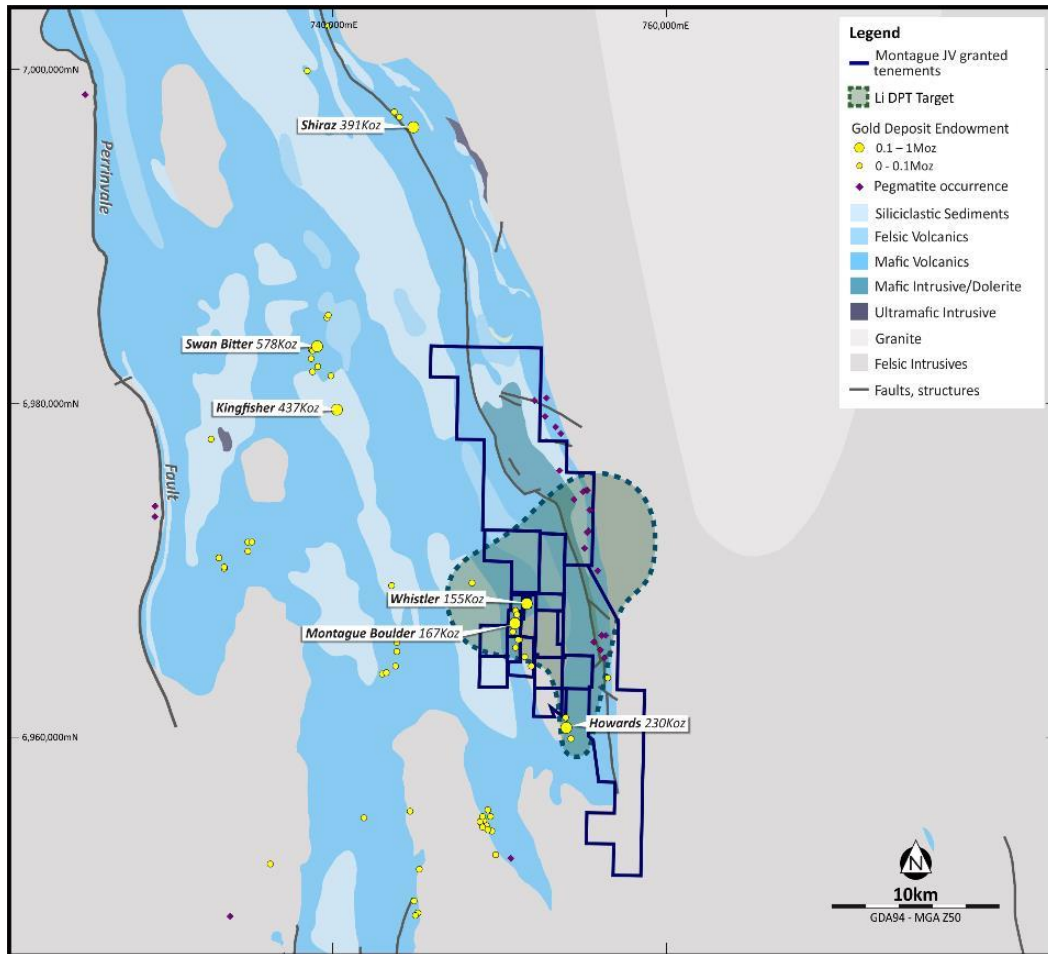 740,000mE
760,000mE
7,000,000mN
6,980,000mN
6,960,000mN
Perrinvale
Fault
Shiraz 391Koz
Swan Bitter 578Koz
Kingfisher 437Koz
Whistler 155Koz
Montague Boulder 167Koz
Howards 230Koz
Legend
Montague JV granted
tenements
Li DPT Target
Gold Deposit Endowment
0.1 – 1Moz
0 - 0.1Moz
Pegmatite occurrence
Siliciclastic Sediments
Felsic Volcanics
Mafic Volcanics
Mafic Intrusive/Dolerite
Ultramafic Intrusive
Granite
Felsic Intrusives
Faults, structures
N
10km
GDA94 - MGA Z50